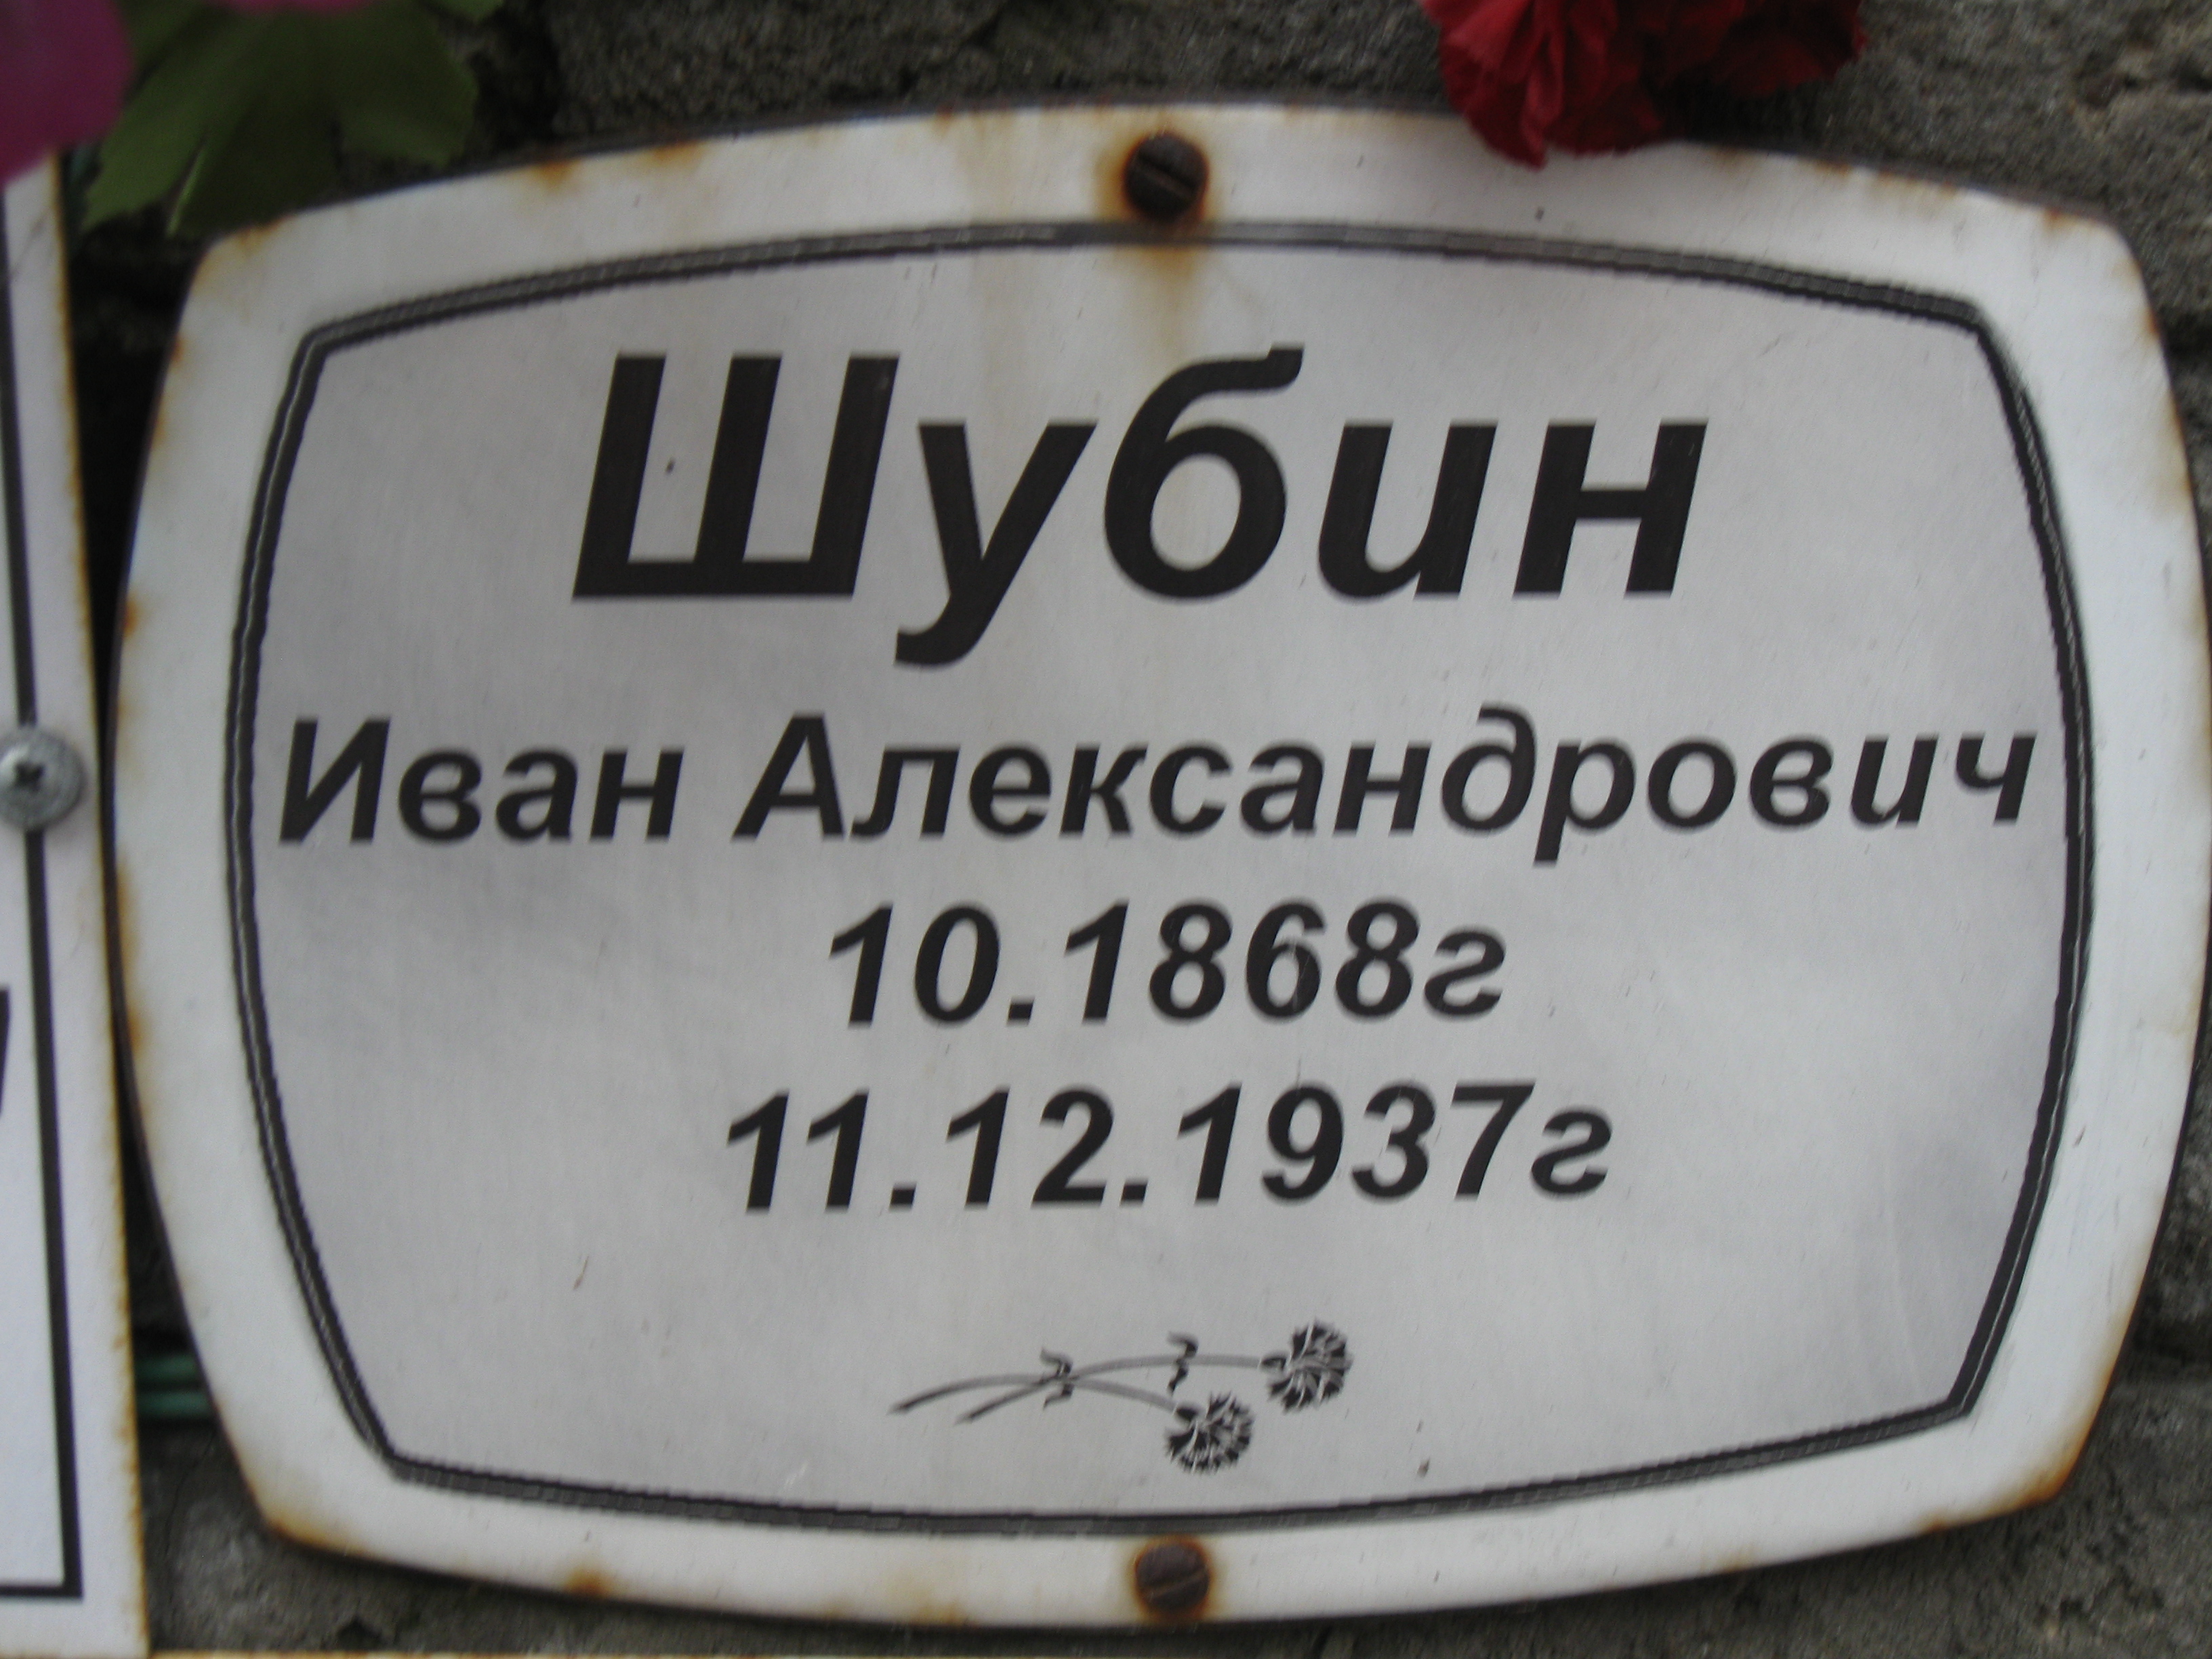 Шубин
Иван Александрович
10.1868г
11.12.1937г